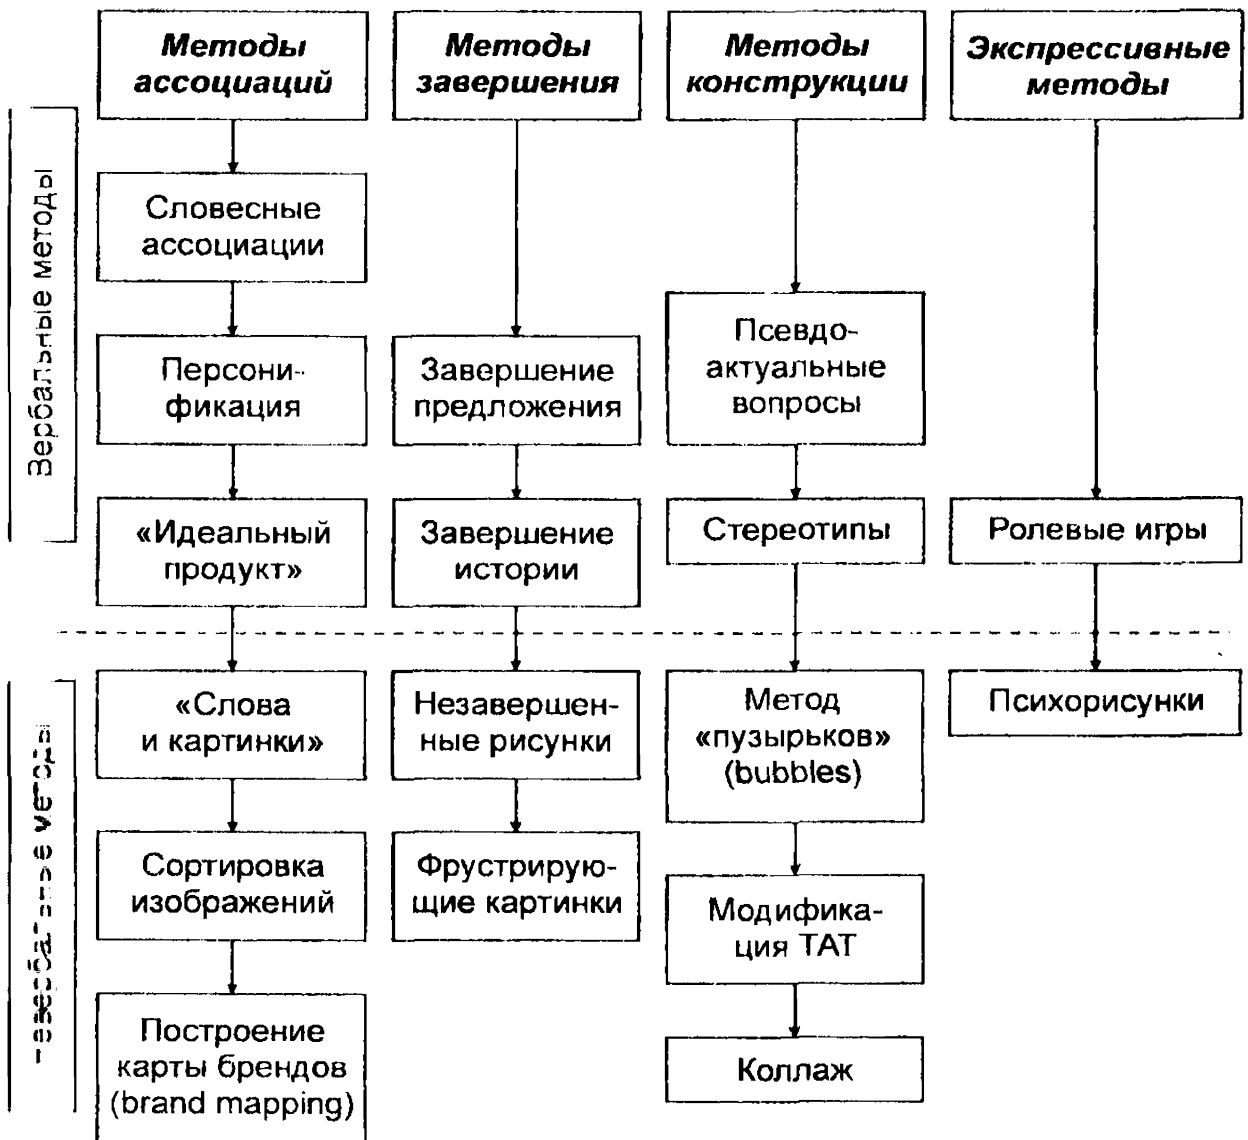 Методы
ассоциаций
Методы
завершения
Методы
конструкции
Экспрессивные
методы
Вербальные методы
Словесные
ассоциации
Персони-
фикация
«Идеальный
продукт»
Завершение
предложения
Завершение
истории
Псевдо-
актуальные
вопросы
Стереотипы
Ролевые игры
методы
«Слова
и картинки»
Сортировка
изображений
Построение
карты брендов
(brand mapping)
Незавершен-
ные рисунки
Фрустрирую-
щие картинки
Метод
«пузырьков»
(bubbles)
Модифика-
ция ТАТ
Коллаж
Психорисунки